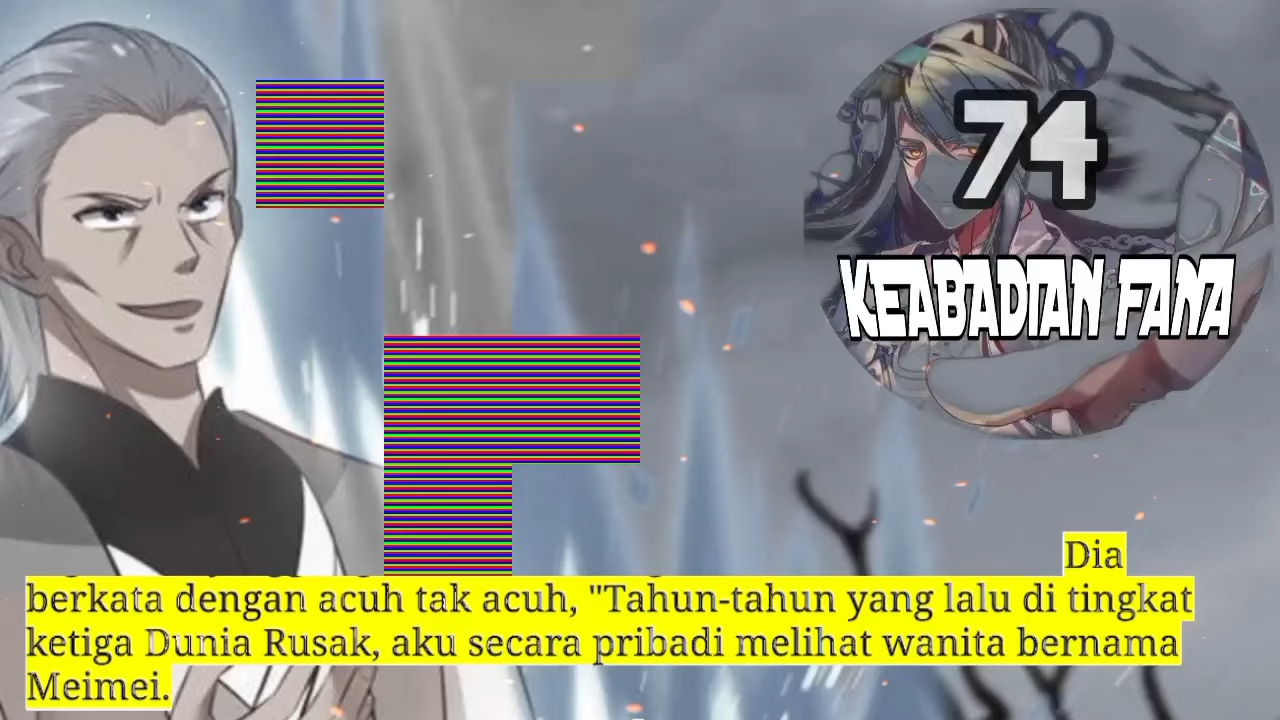 74
KEABADIAN FANA
Dia
berkata dengan acuh tak acuh, "Tahun-tahun yang lalu di tingkat
ketiga Dunia Rusak, aku secara pribadi melihat wanita bernama
Meimei.